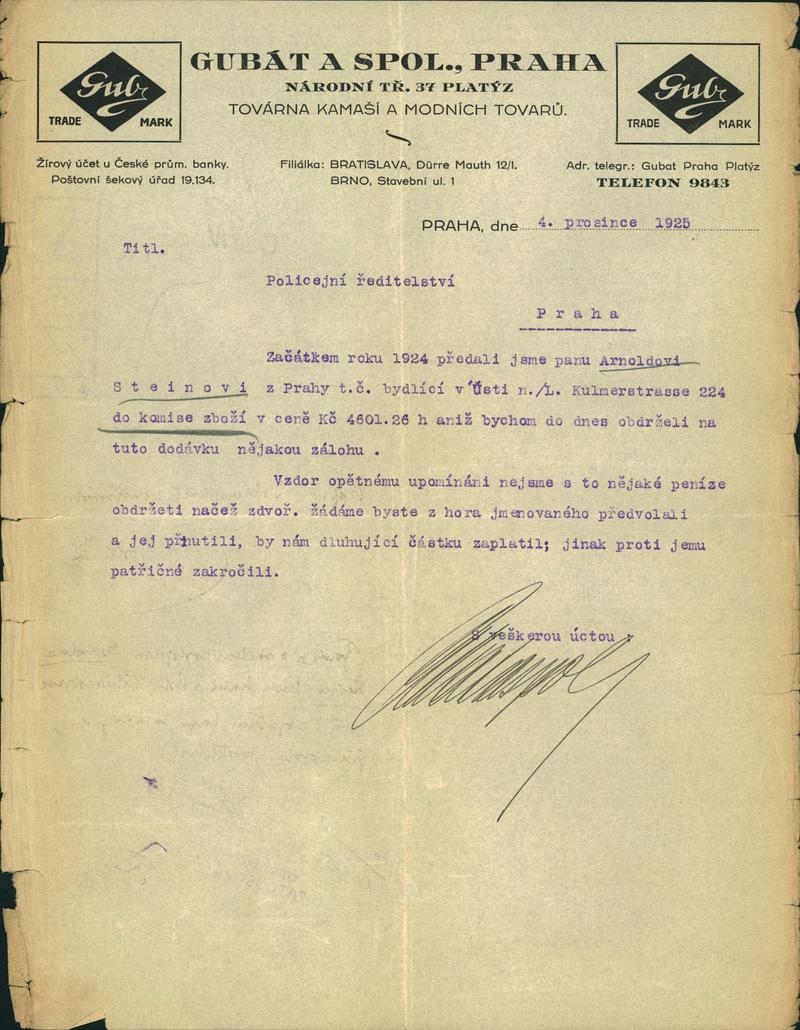 Gub
TRADE MARK
GUBÁT A SPOL., PRAHA
NÁRODNÍ TŘ. 37 PLATÝZ
TOVÁRNA KAMAŠÍ A MODNÍCH TOVARŮ.
Gub
TRADE MARK
Žírový účet u České prům. banky.
Poštovní šekový úřad 19.134.
Filiálka: BRATISLAVA, Dürre Mauth 12/I.
BRNO, Stavební ul. 1
Adr. telegr.: Gubat Praha Platýz
TELEFON 9843
PRAHA, dne 4. prosince 1925
Titl.
Policejní ředitelství
Praha
Začátkem roku 1924 předali jsme panu Arnoldovi
Steinovi z Prahy t.č. bydlící v Ústi n./L. Kulmerstrasse 224
do komise zboží v ceně Kč 4601.26 h aniž bychom do dnes obdrželi na
tuto dodávku nějakou zálohu .
Vzdor opětnému upomínáni nejsme s to nějaké peníze
obdržeti načež zdvoř. žádáme byste z hora jmenovaného předvolali
a jej přinutili, by nám dluhující částku zaplatil; jinak proti jemu
patřičné zakročili.
S veškerou úctou :